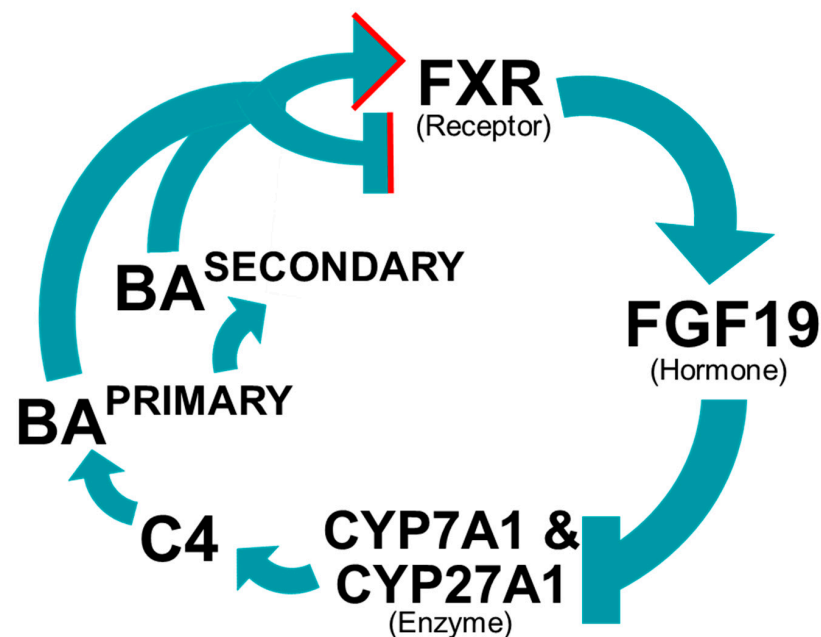 FXR
(Receptor)
BA^SECONDARY
FGF19
(Hormone)
BA^PRIMARY
C4
CYP7A1 &
CYP27A1
(Enzyme)